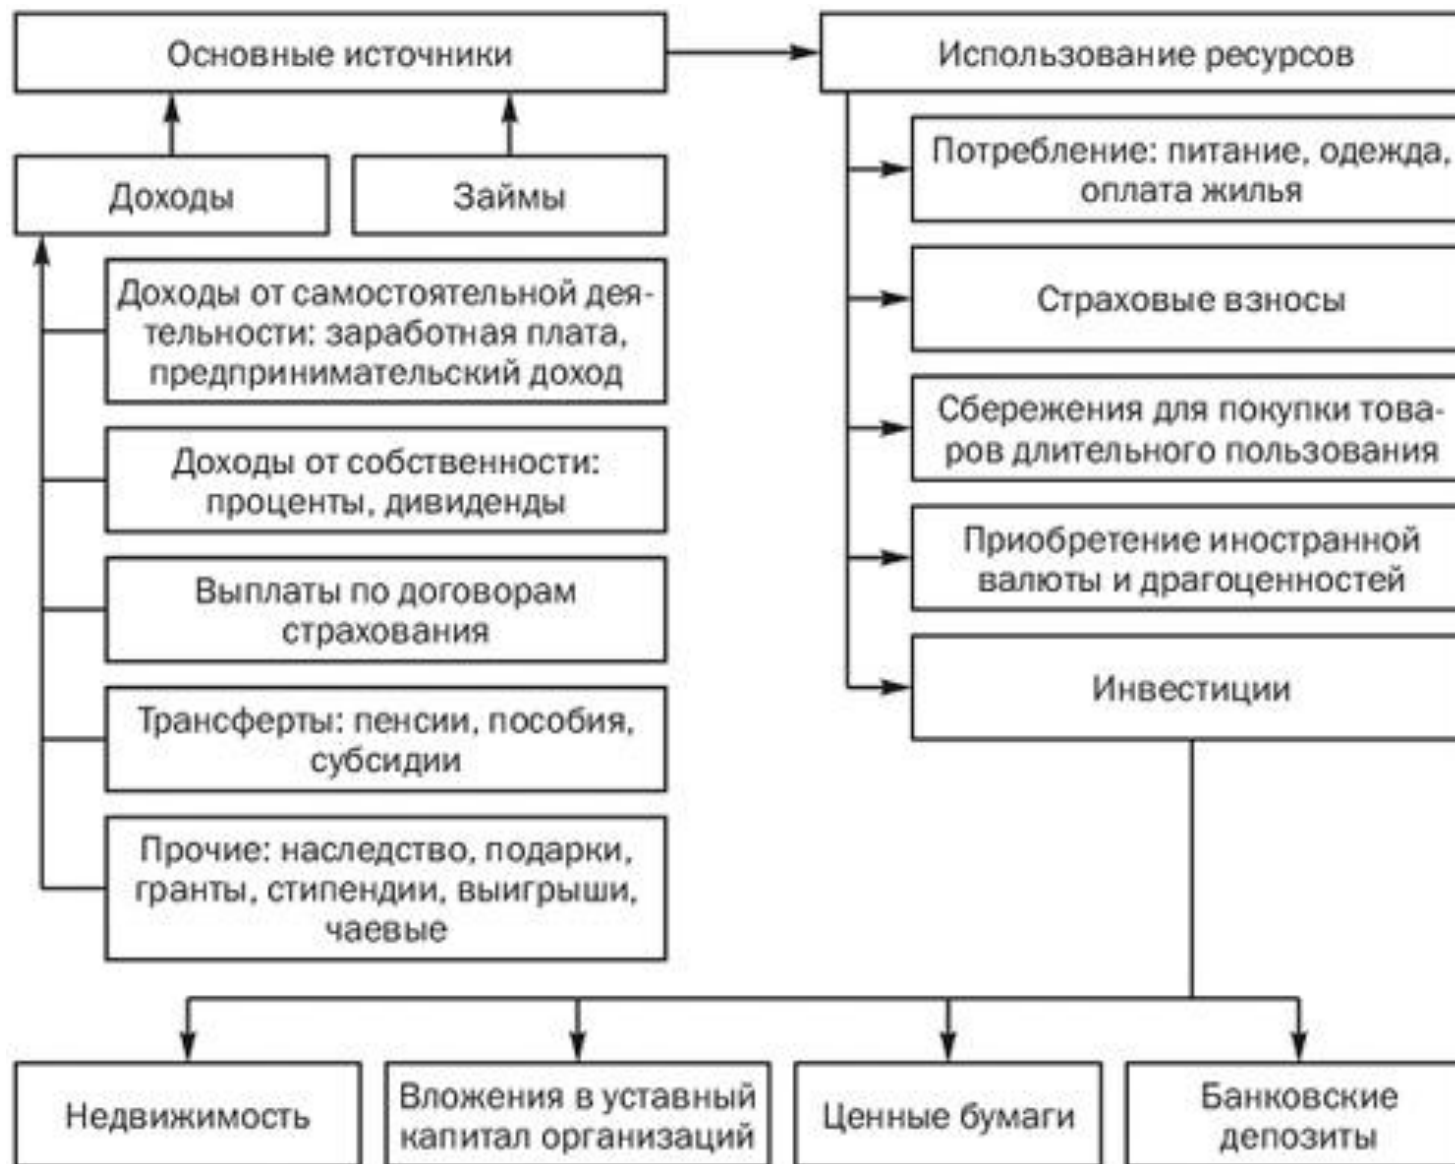 Основные источники
Использование ресурсов
Доходы
Займы
Доходы от самостоятельной дея-
тельности: заработная плата,
предпринимательский доход
Доходы от собственности:
проценты, дивиденды
Выплаты по договорам
страхования
Трансферты: пенсии, пособия,
субсидии
Прочие: наследство, подарки,
гранты, стипендии, выигрыши,
чаевые
Потребление: питание, одежда,
оплата жилья
Страховые взносы
Сбережения для покупки това-
ров длительного пользования
Приобретение иностранной
валюты и драгоценностей
Инвестиции
Недвижимость
Вложения в уставный
капитал организаций
Ценные бумаги
Банковские
депозиты